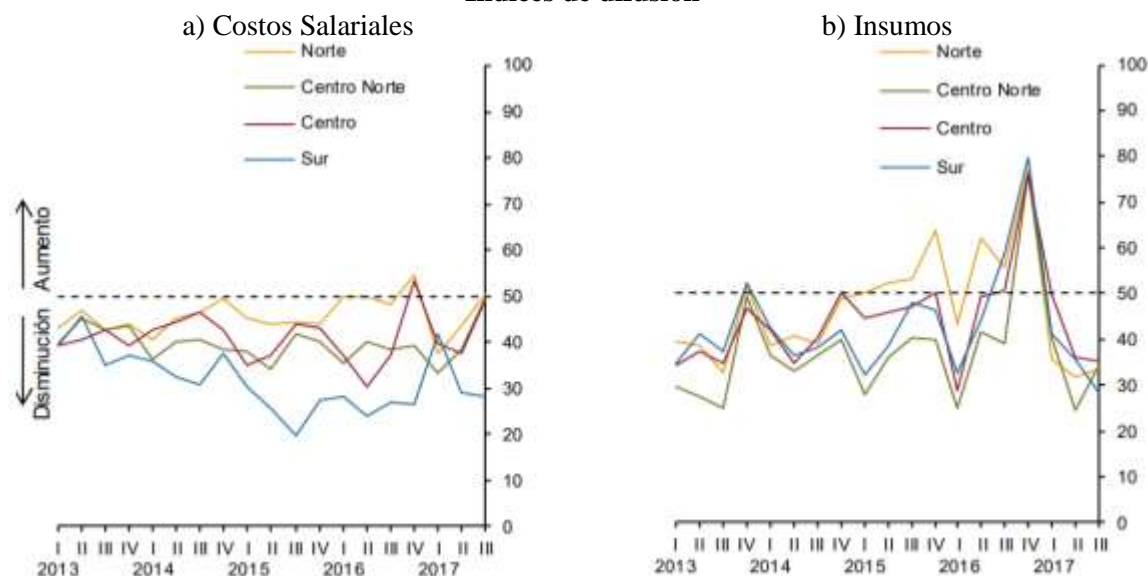 Índices de difusión
a) Costos Salariales
Norte
Centro Norte
Centro
Sur
Aumento
Disminución
100
90
80
70
60
50
40
30
20
10
0
I II III IV I II III IV I II III IV I II III IV I II III
2013 2014 2015 2016 2017
b) Insumos
Norte
Centro Norte
Centro
Sur
100
90
80
70
60
50
40
30
20
10
0
I II III IV I II III IV I II III IV I II III IV I II III
2013 2014 2015 2016 2017